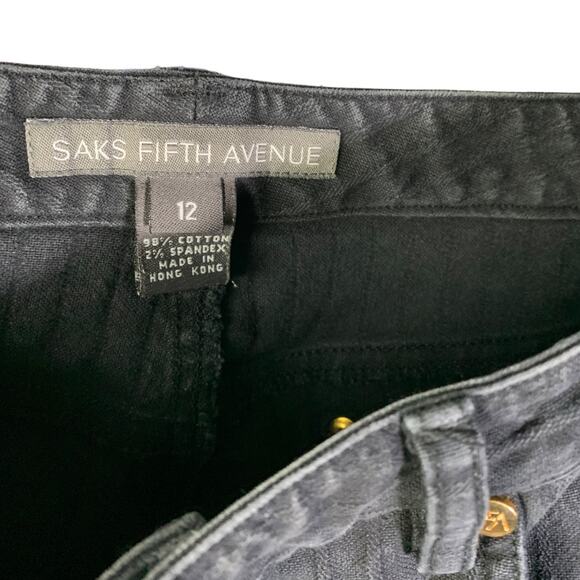 SAKS FIFTH AVENUE
12
98% COTTON
2% SPANDEX
MADE IN
HONG KONG